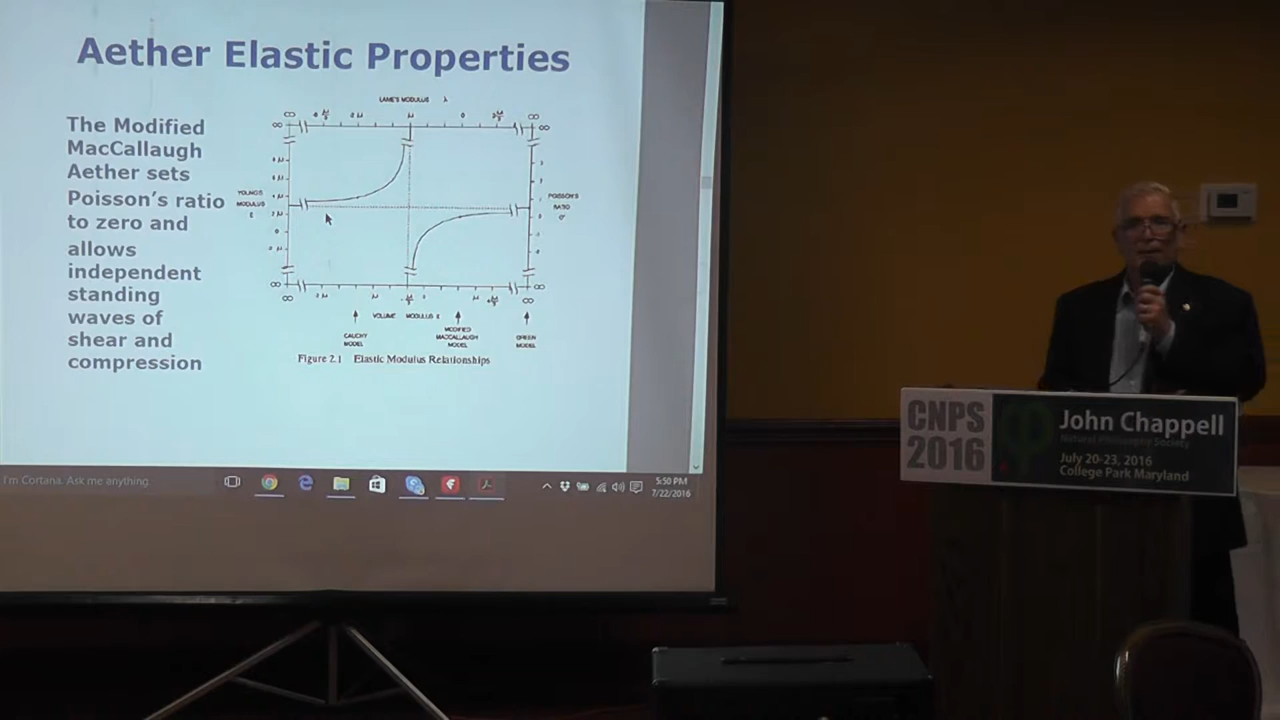 Aether Elastic Properties
The Modified
MacCallaugh
Aether sets
Poisson's ratio
to zero and
allows
independent
standing
waves of
shear and
compression
LAME'S MODULUS λ
YOUNG'S
MODULUS
E
POISSON'S
RATIO
σ
VOLUME MODULUS
CAUCHY
MODEL
MODIFIED
MACCALLAUGH
MODEL
GREEN
MODEL
Figure 2.1 Elastic Modulus Relationships
I'm Cortana. Ask me anything.
5:50 PM
7/22/2016
CNPS
2016
John Chappell
Natural Philosophy Society
July 20-23, 2016
College Park Maryland